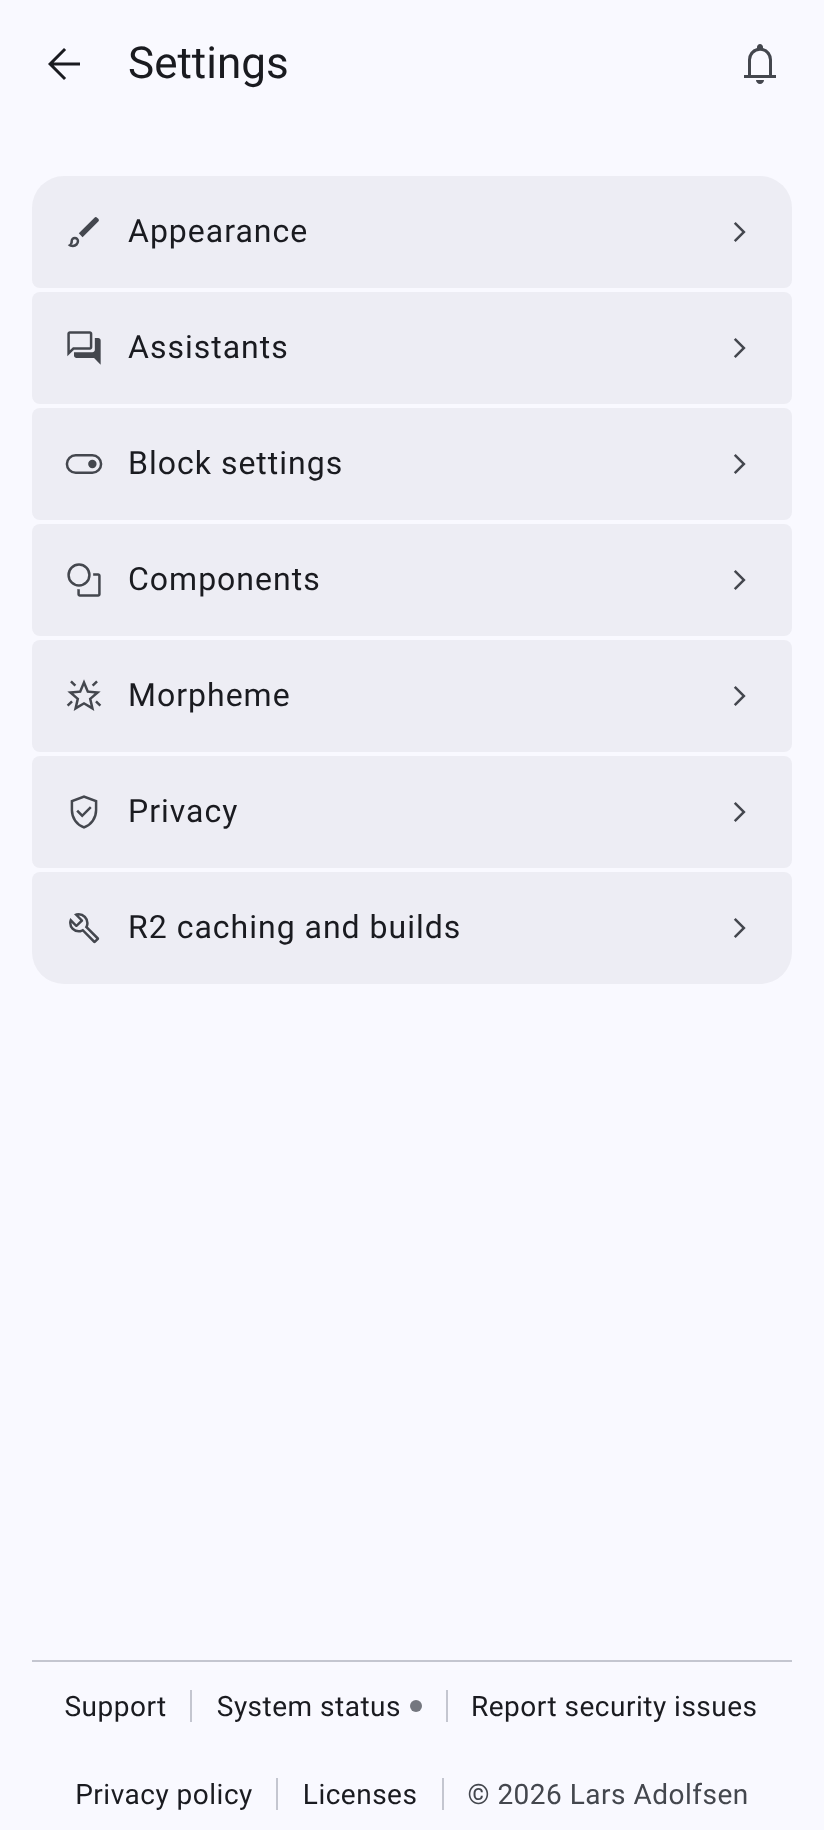 Settings
Appearance
Assistants
Block settings
Components
Morpheme
Privacy
R2 caching and builds
Support System status Report security issues
Privacy policy Licenses © 2026 Lars Adolfsen